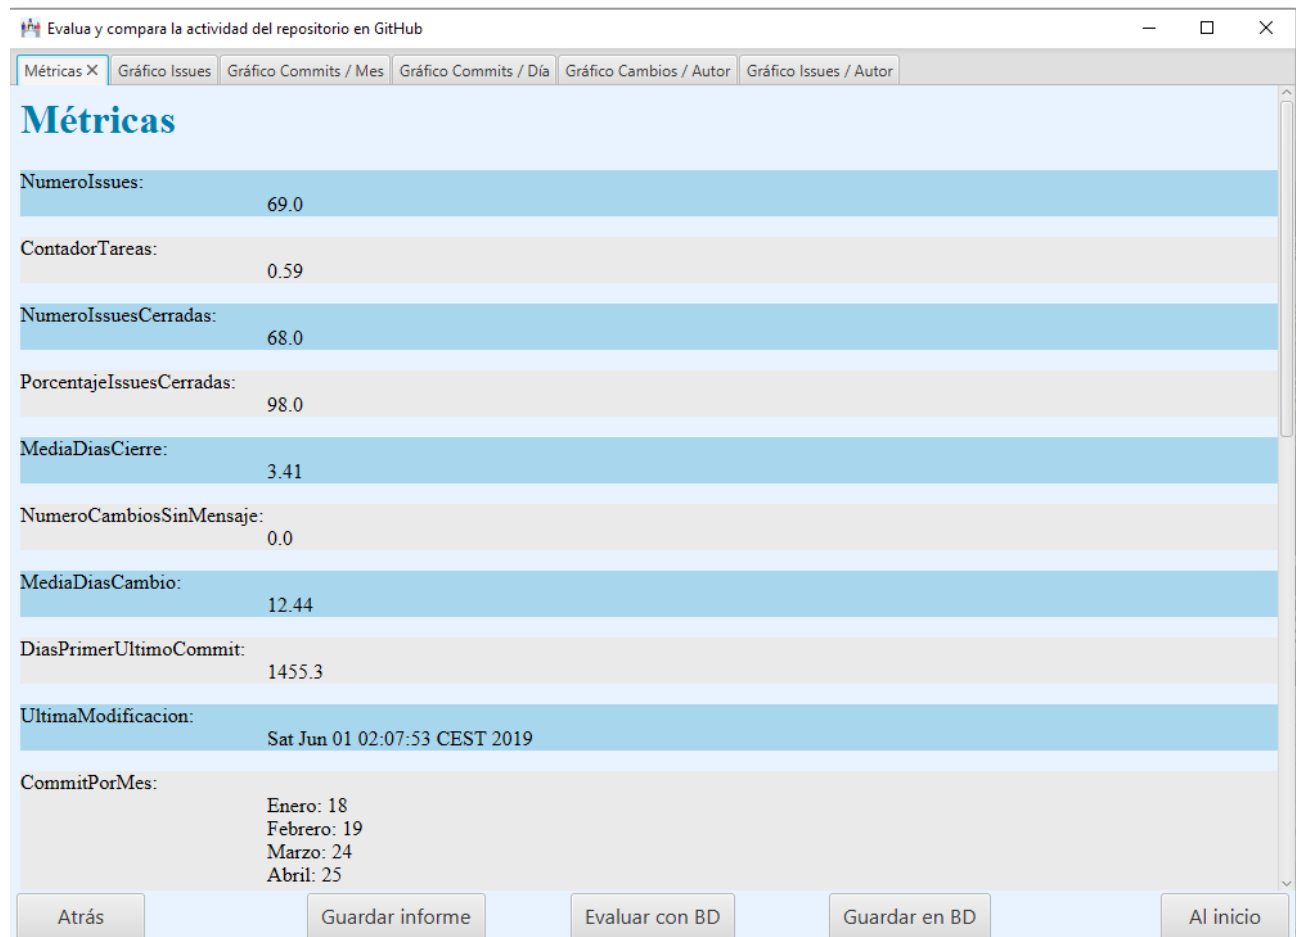 Evalua y compara la actividad del repositorio en GitHub
Métricas Gráfico Issues Gráfico Commits / Mes Gráfico Commits / Día Gráfico Cambios / Autor Gráfico Issues / Autor
Métricas
NumeroIssues:
69.0
ContadorTareas:
0.59
NumeroIssuesCerradas:
68.0
PorcentajeIssuesCerradas:
98.0
MediaDiasCierre:
3.41
NumeroCambiosSinMensaje:
0.0
MediaDiasCambio:
12.44
DiasPrimerUltimoCommit:
1455.3
UltimaModificacion:
Sat Jun 01 02:07:53 CEST 2019
CommitPorMes:
Enero: 18
Febrero: 19
Marzo: 24
Abril: 25
Atrás Guardar informe Evaluar con BD Guardar en BD Al inicio